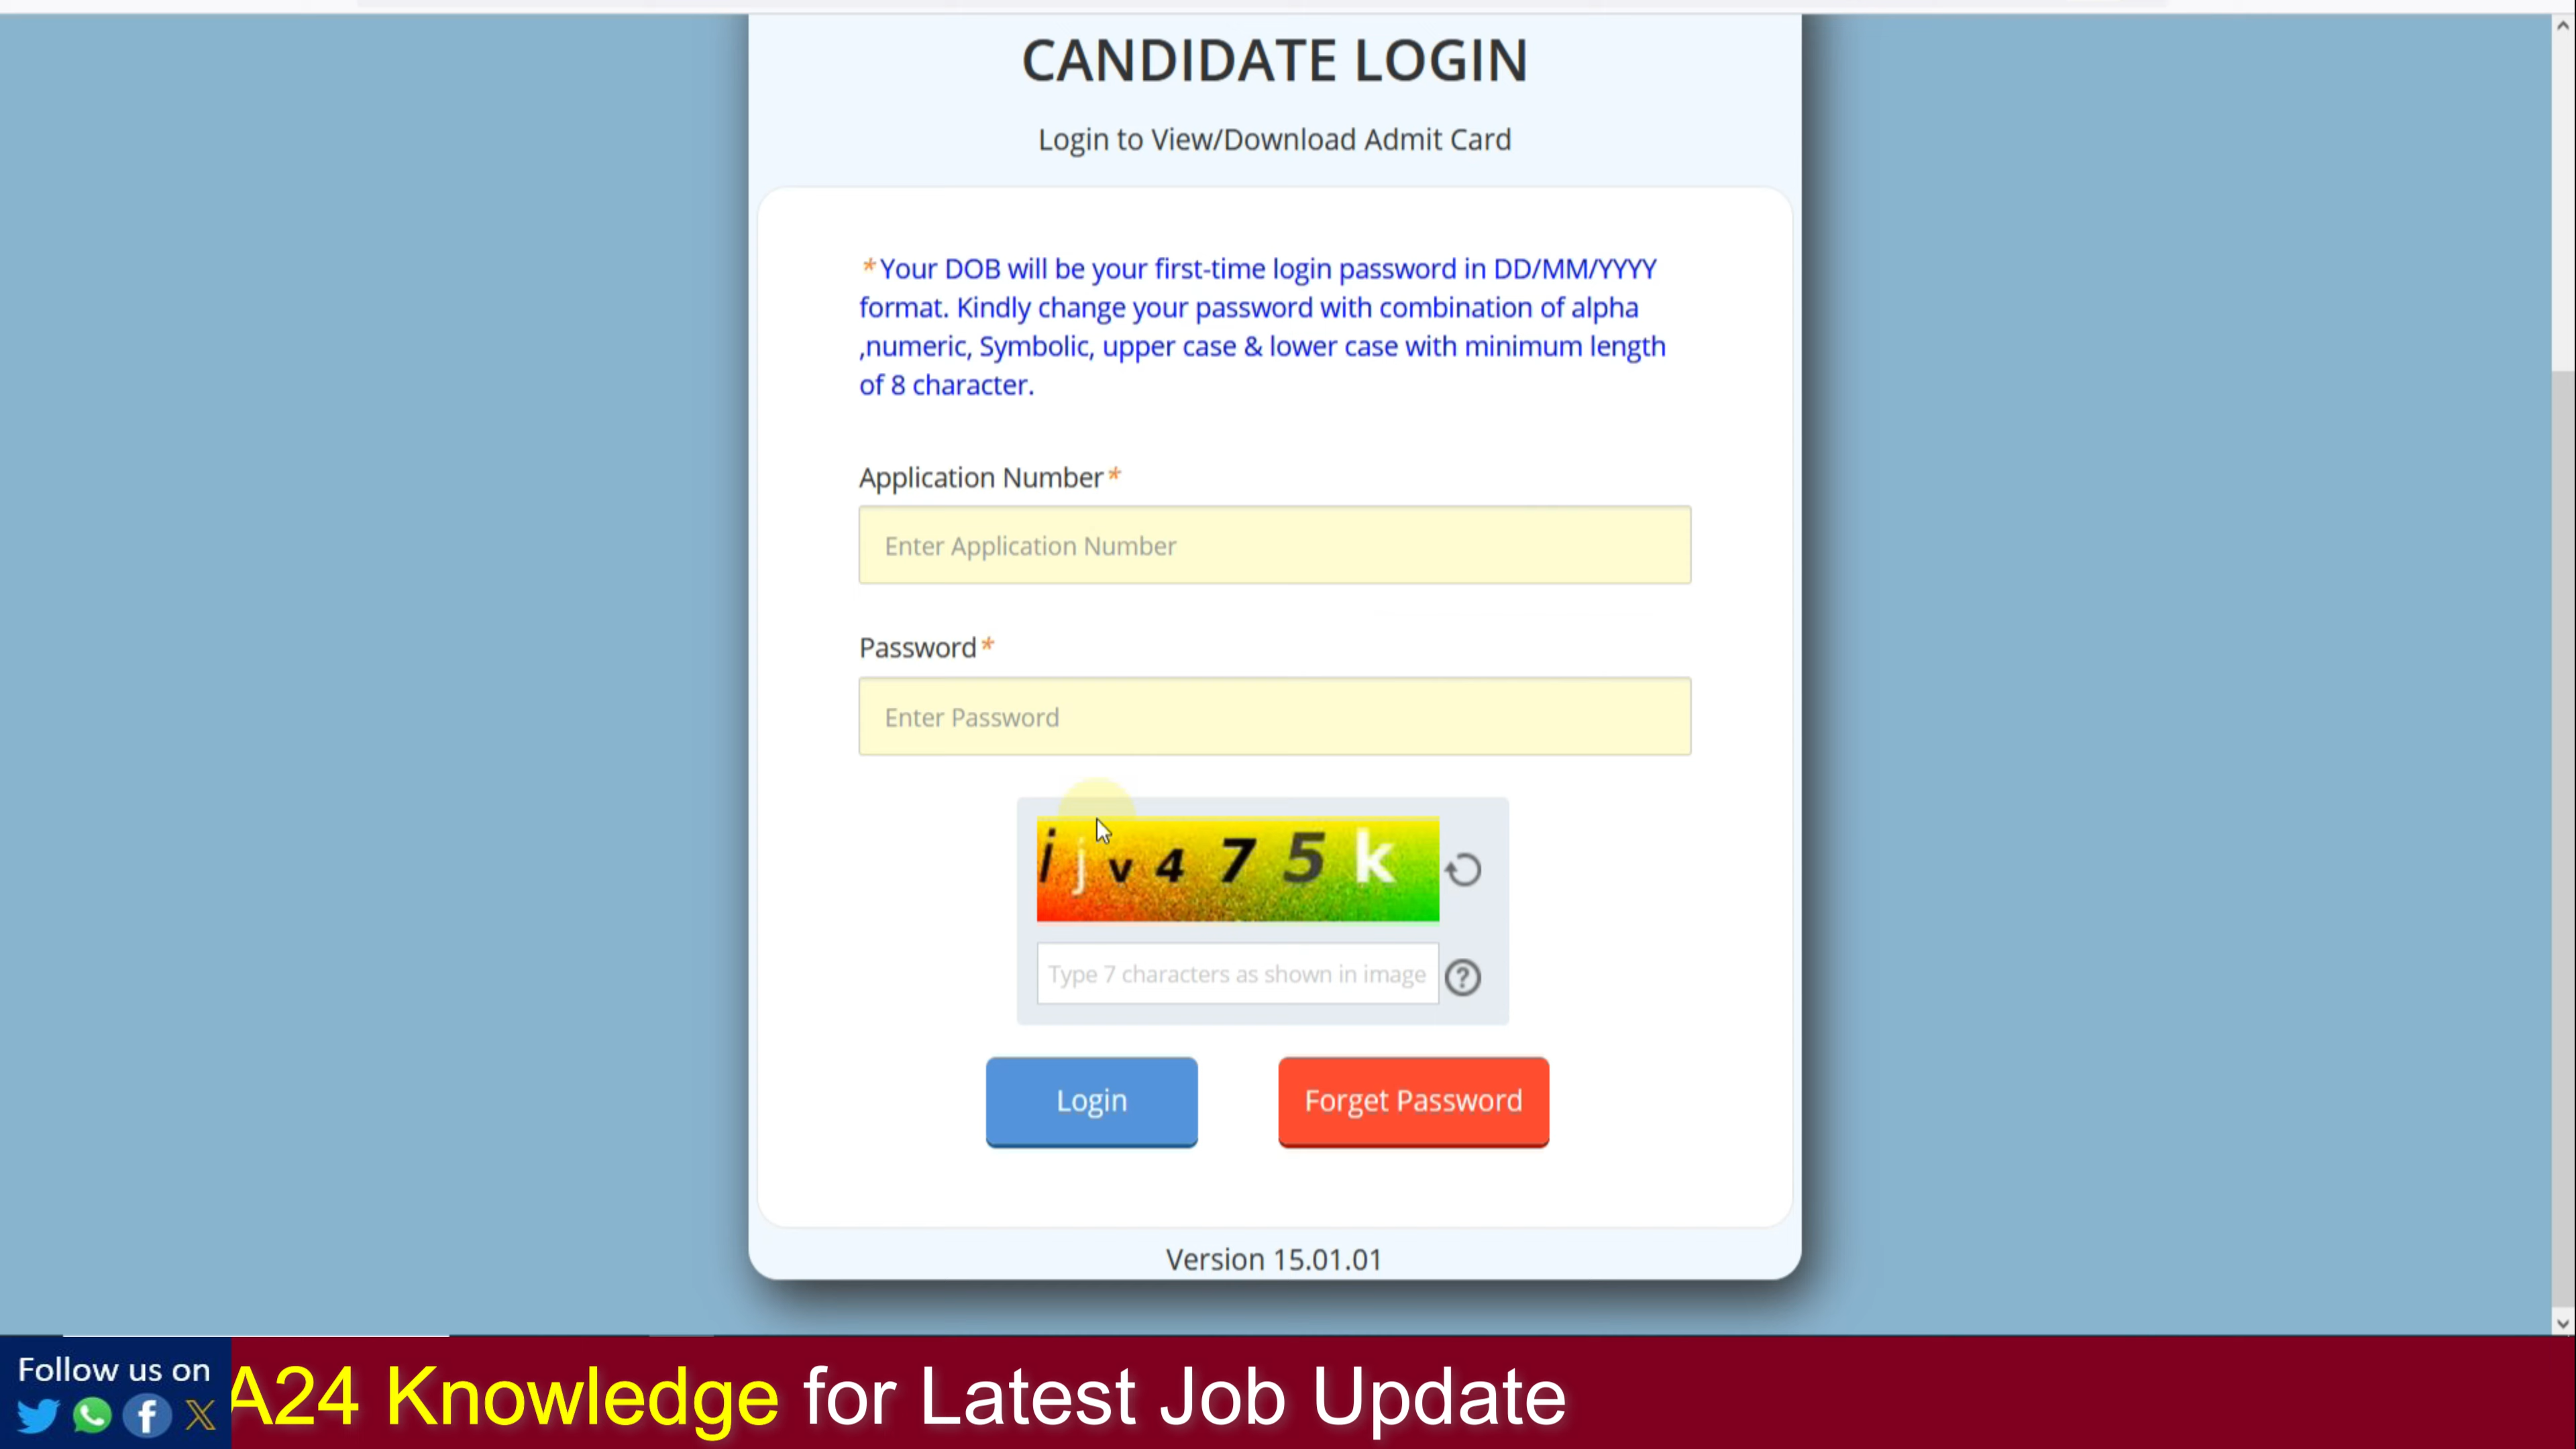 CANDIDATE LOGIN
Login to View/Download Admit Card
*Your DOB will be your first-time login password in DD/MM/YYYY
format. Kindly change your password with combination of alpha
,numeric, Symbolic, upper case & lower case with minimum length
of 8 character.
Application Number*
Enter Application Number
Password*
Enter Password
i j v 4 7 5 k
Type 7 characters as shown in image
Login
Forget Password
Version 15.01.01
Follow us on
A24 Knowledge for Latest Job Update